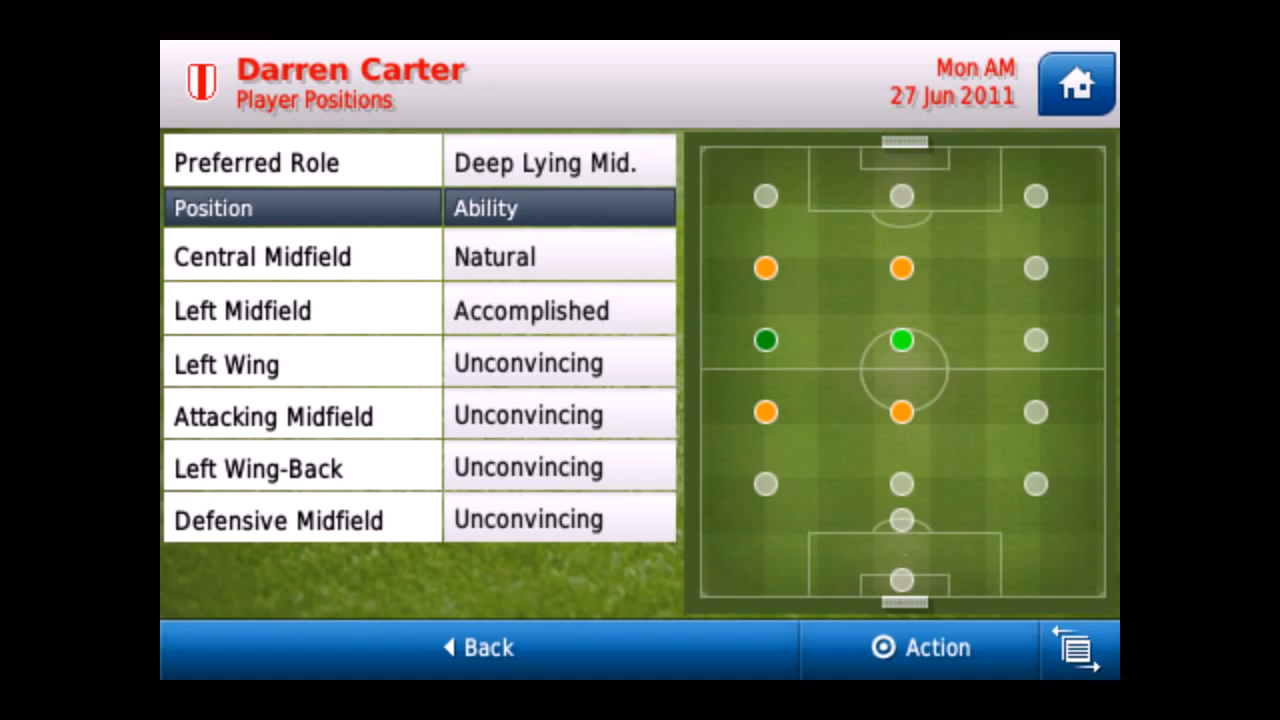 Darren Carter
Player Positions
Mon AM
27 Jun 2011
Preferred Role Deep Lying Mid.
Position Ability
Central Midfield Natural
Left Midfield Accomplished
Left Wing Unconvincing
Attacking Midfield Unconvincing
Left Wing-Back Unconvincing
Defensive Midfield Unconvincing
Back
Action